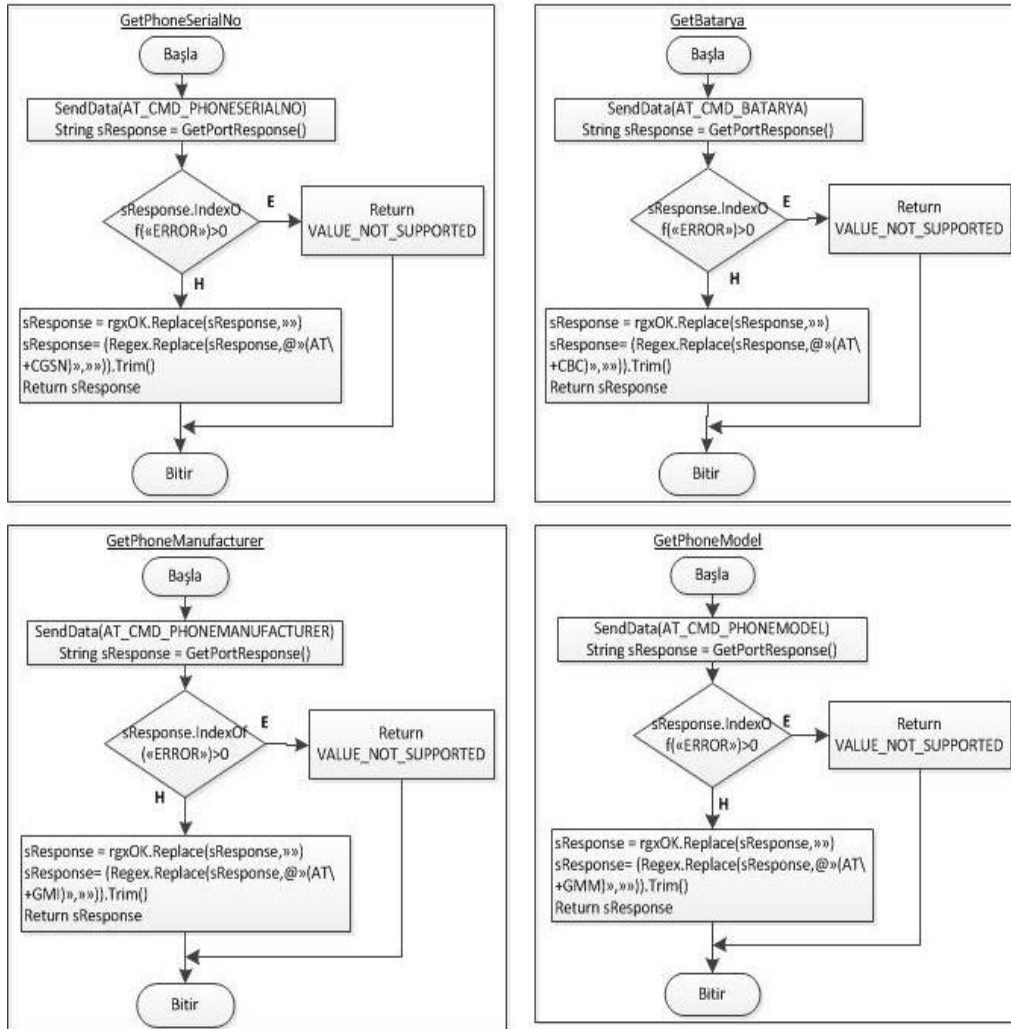 GetPhoneSerialNo
Başla
SendData(AT_CMD_PHONESERIALNO)
String sResponse = GetPortResponse()
sResponse.IndexO
f(«ERROR»)>0
E
Return
VALUE_NOT_SUPPORTED
H
sResponse = rgxOK.Replace(sResponse,»»)
sResponse= (Regex.Replace(sResponse,@»(AT\
+CGSN)»,»»)).Trim()
Return sResponse
Bitir
GetBatarya
Başla
SendData(AT_CMD_BATARYA)
String sResponse = GetPortResponse()
sResponse.IndexO
f(«ERROR»)>0
E
Return
VALUE_NOT_SUPPORTED
H
sResponse = rgxOK.Replace(sResponse,»»)
sResponse= (Regex.Replace(sResponse,@»(AT\
+CBC)»,»»)).Trim()
Return sResponse
Bitir
GetPhoneManufacturer
Başla
SendData(AT_CMD_PHONEMANUFACTURER)
String sResponse = GetPortResponse()
sResponse.IndexOf
(«ERROR»)>0
E
Return
VALUE_NOT_SUPPORTED
H
sResponse = rgxOK.Replace(sResponse,»»)
sResponse= (Regex.Replace(sResponse,@»(AT\
+GMI)»,»»)).Trim()
Return sResponse
Bitir
GetPhoneModel
Başla
SendData(AT_CMD_PHONEMODEL)
String sResponse = GetPortResponse()
sResponse.IndexO
f(«ERROR»)>0
E
Return
VALUE_NOT_SUPPORTED
H
sResponse = rgxOK.Replace(sResponse,»»)
sResponse= (Regex.Replace(sResponse,@»(AT\
+GMM)»,»»)).Trim()
Return sResponse
Bitir